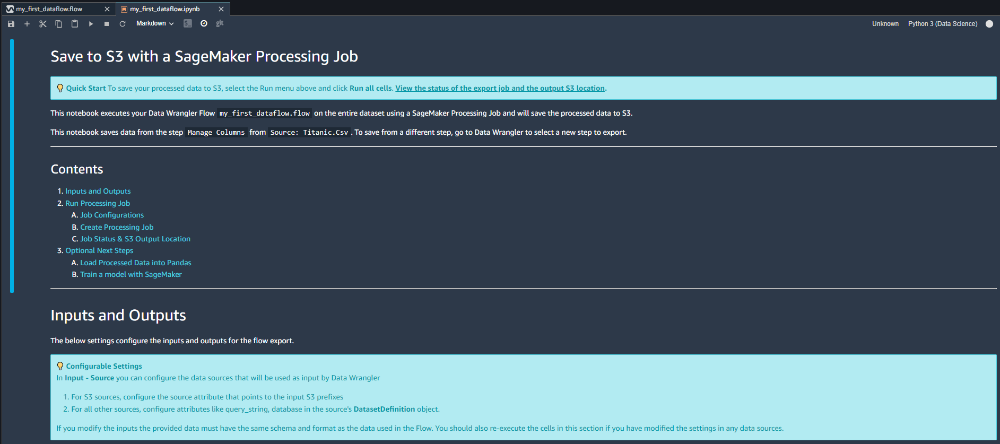 my_first_dataflow.flow
my_first_dataflow.ipynb
Markdown
git
Unknown
Python 3 (Data Science)
Save to S3 with a SageMaker Processing Job
Quick Start To save your processed data to S3, select the Run menu above and click Run all cells. View the status of the export job and the output S3 location.
This notebook executes your Data Wrangler Flow my_first_dataflow.flow on the entire dataset using a SageMaker Processing Job and will save the processed data to S3.
This notebook saves data from the step Manage Columns from Source: Titanic.Csv. To save from a different step, go to Data Wrangler to select a new step to export.
Contents
1. Inputs and Outputs
2. Run Processing Job
A. Job Configurations
B. Create Processing Job
C. Job Status & S3 Output Location
3. Optional Next Steps
A. Load Processed Data into Pandas
B. Train a model with SageMaker
Inputs and Outputs
The below settings configure the inputs and outputs for the flow export.
Configurable Settings
In Input - Source you can configure the data sources that will be used as input by Data Wrangler
1. For S3 sources, configure the source attribute that points to the input S3 prefixes
2. For all other sources, configure attributes like query_string, database in the source's DatasetDefinition object.
If you modify the inputs the provided data must have the same schema and format as the data used in the Flow. You should also re-execute the cells in this section if you have modified the settings in any data sources.